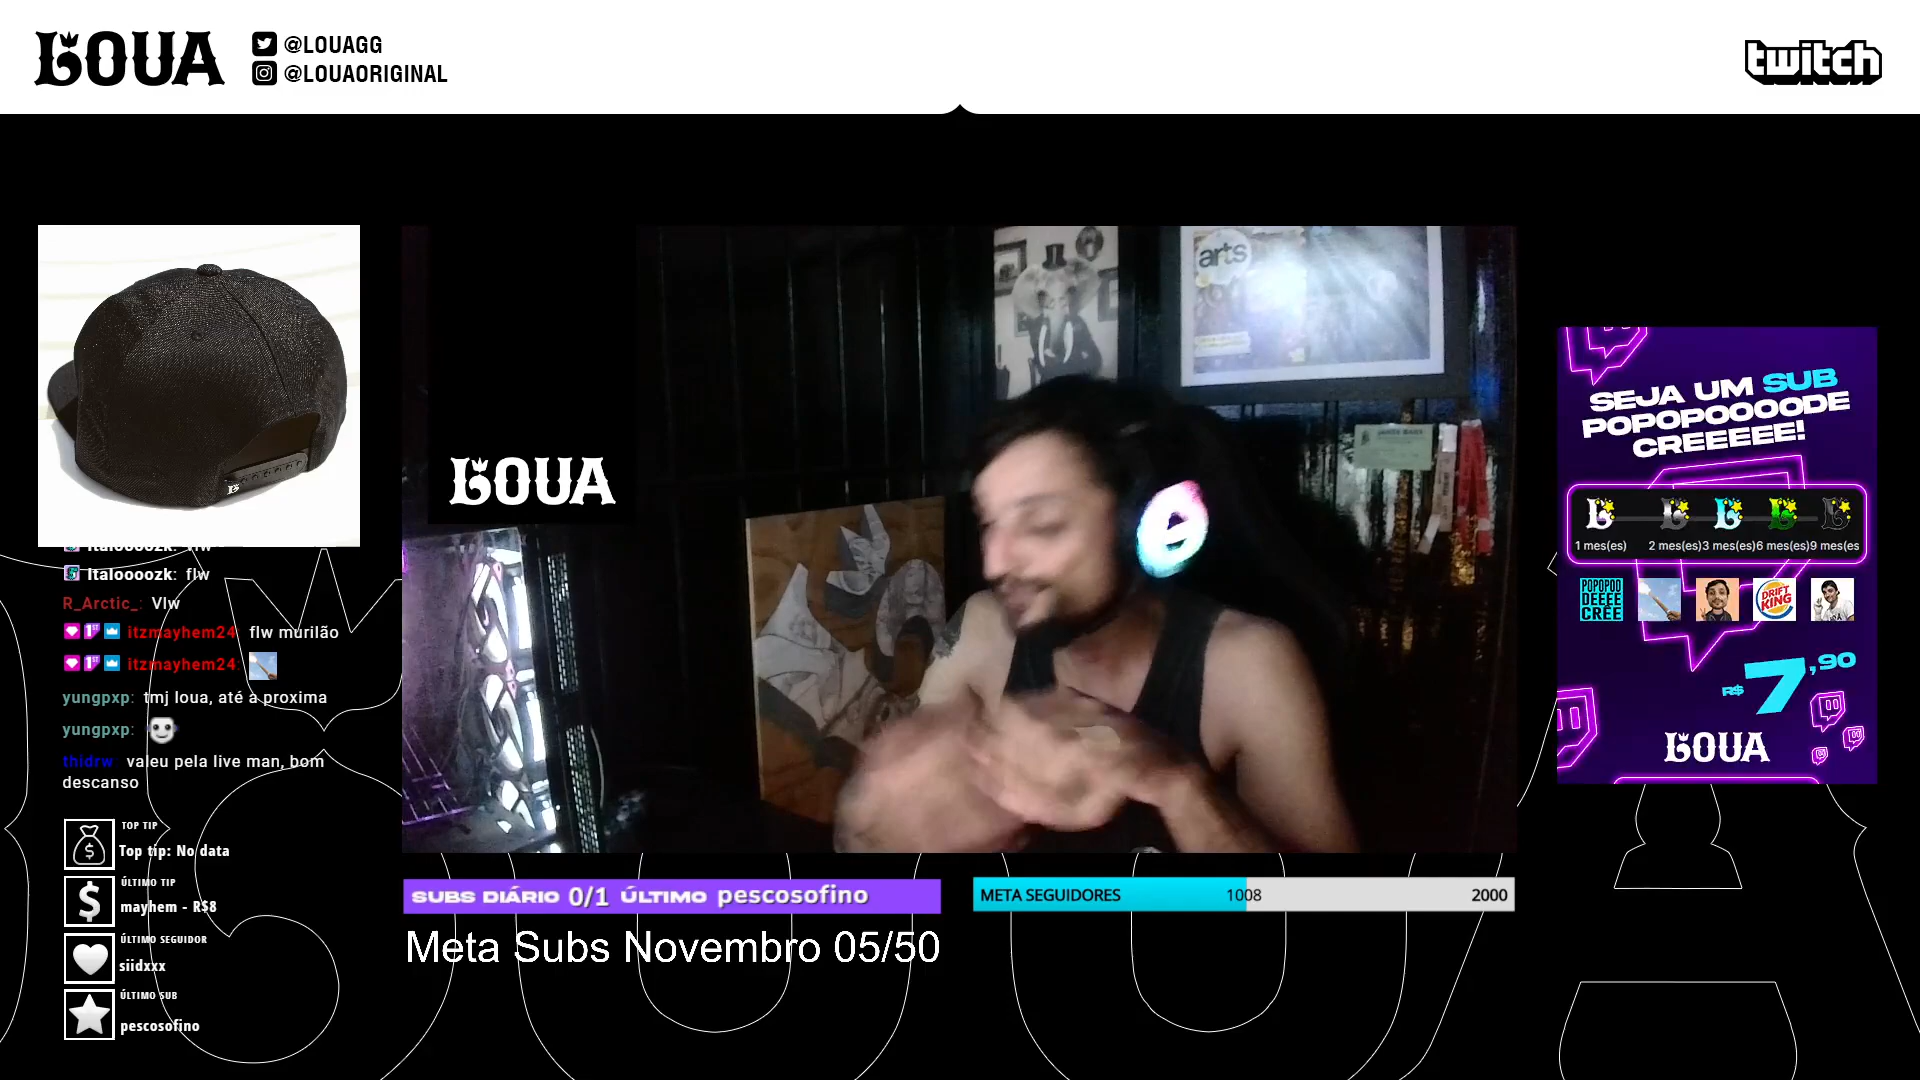 LOUA
@LOUAGG
@LOUAORIGINAL
twitch
arts
LOUA
Italoooozk: vlw
Italoooozk: flw
R_Arctic_: Vlw
itzmayhem24: flw murilão
itzmayhem24:
yungpxp: tmj loua, até a proxima
yungpxp:
thidrw: valeu pela live man, bom
descanso
TOP TIP
Top tip: No data
ÚLTIMO TIP
mayhem - R$8
ÚLTIMO SEGUIDOR
siidxxx
ÚLTIMO SUB
pescosofino
SUBS DIÁRIO 0/1 ÚLTIMO pescosofino
META SEGUIDORES 1008 2000
Meta Subs Novembro 05/50
SEJA UM SUB
POPOPOOOODE
CREEEEE!
1 mes(es) 2 mes(es) 3 mes(es) 6 mes(es) 9 mes(es
POPOPOO
DEEEE
CREE
DRIFT
KING
R$ 7,90
LOUA